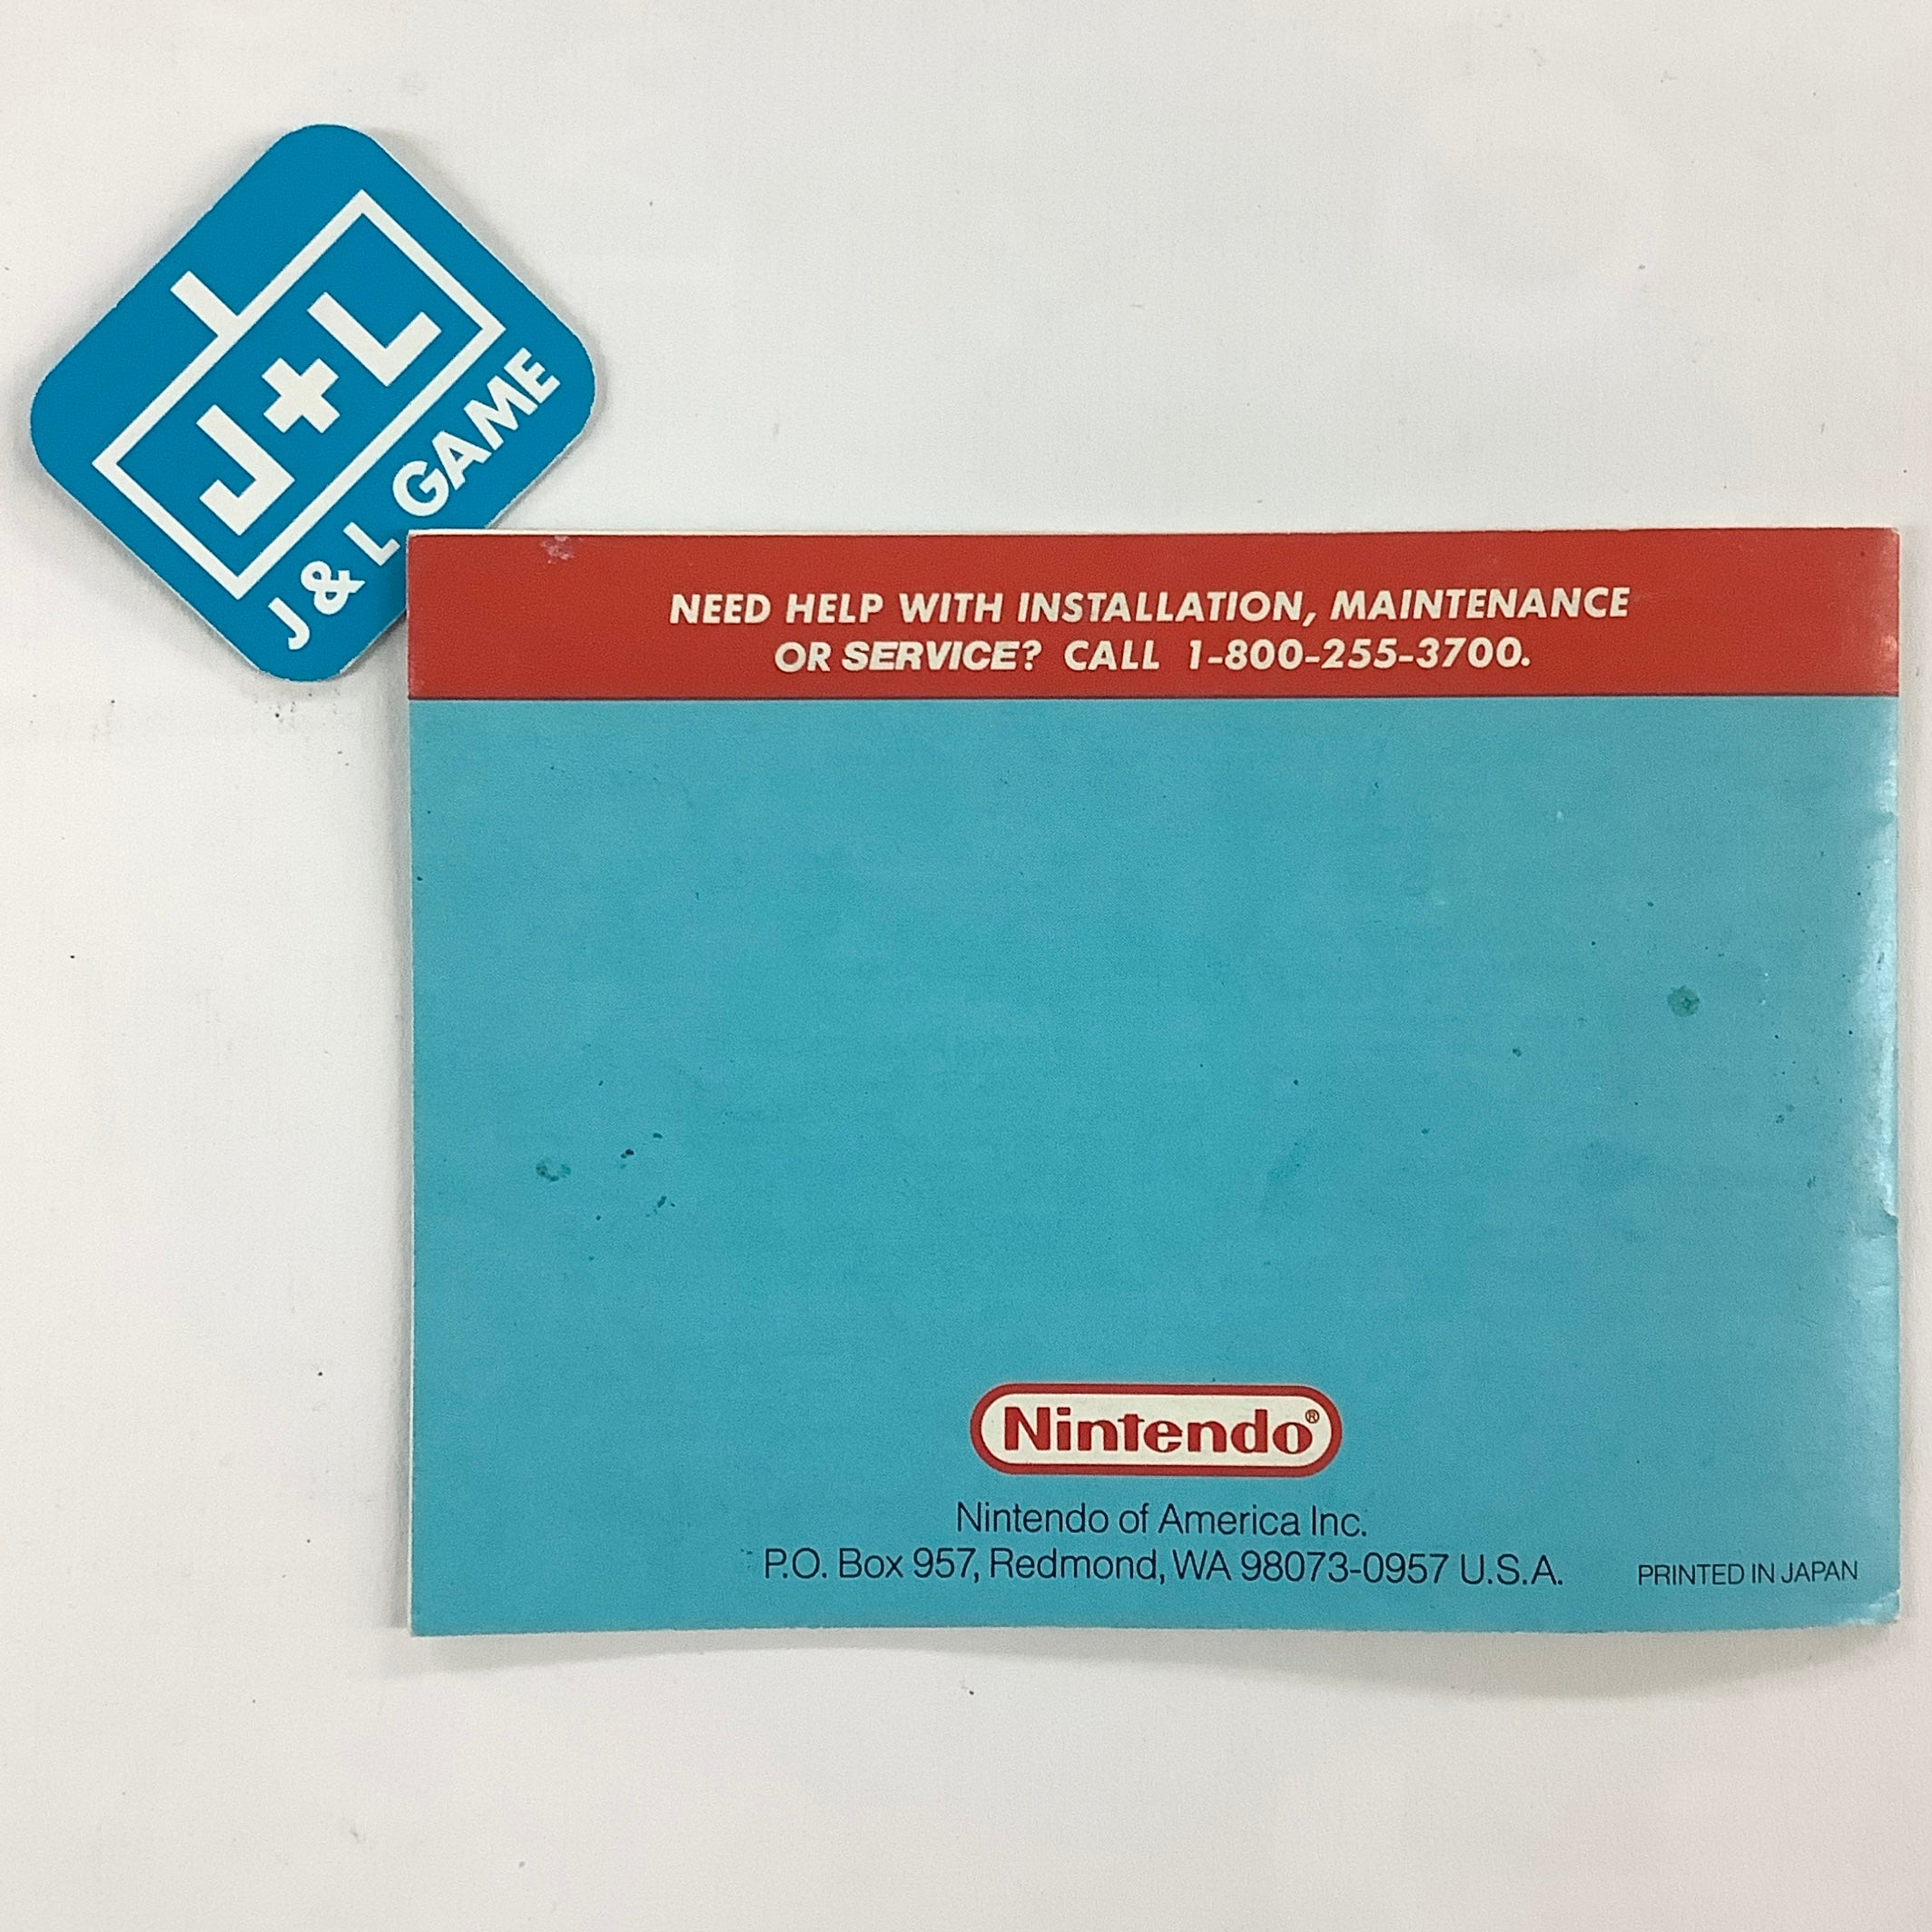 J+L
J & L GAME
NEED HELP WITH INSTALLATION, MAINTENANCE
OR SERVICE? CALL 1-800-255-3700.
Nintendo®
Nintendo of America Inc.
P.O. Box 957, Redmond, WA 98073-0957 U.S.A.
PRINTED IN JAPAN